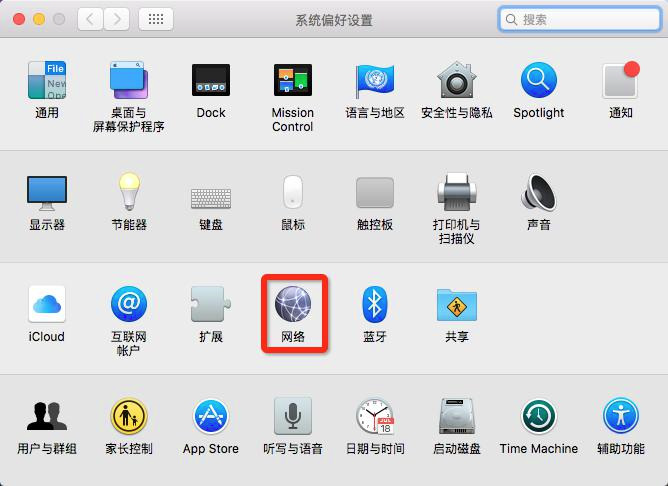 系统偏好设置
搜索
File
New
Ope
通用
桌面与
屏幕保护程序
Dock
Mission
Control
语言与地区
安全性与隐私
Spotlight
通知
显示器
节能器
键盘
鼠标
触控板
打印机与
扫描仪
声音
iCloud
@
互联网
帐户
扩展
网络
蓝牙
共享
用户与群组
家长控制
App Store
听写与语音
JUL
18
日期与时间
启动磁盘
Time Machine
辅助功能